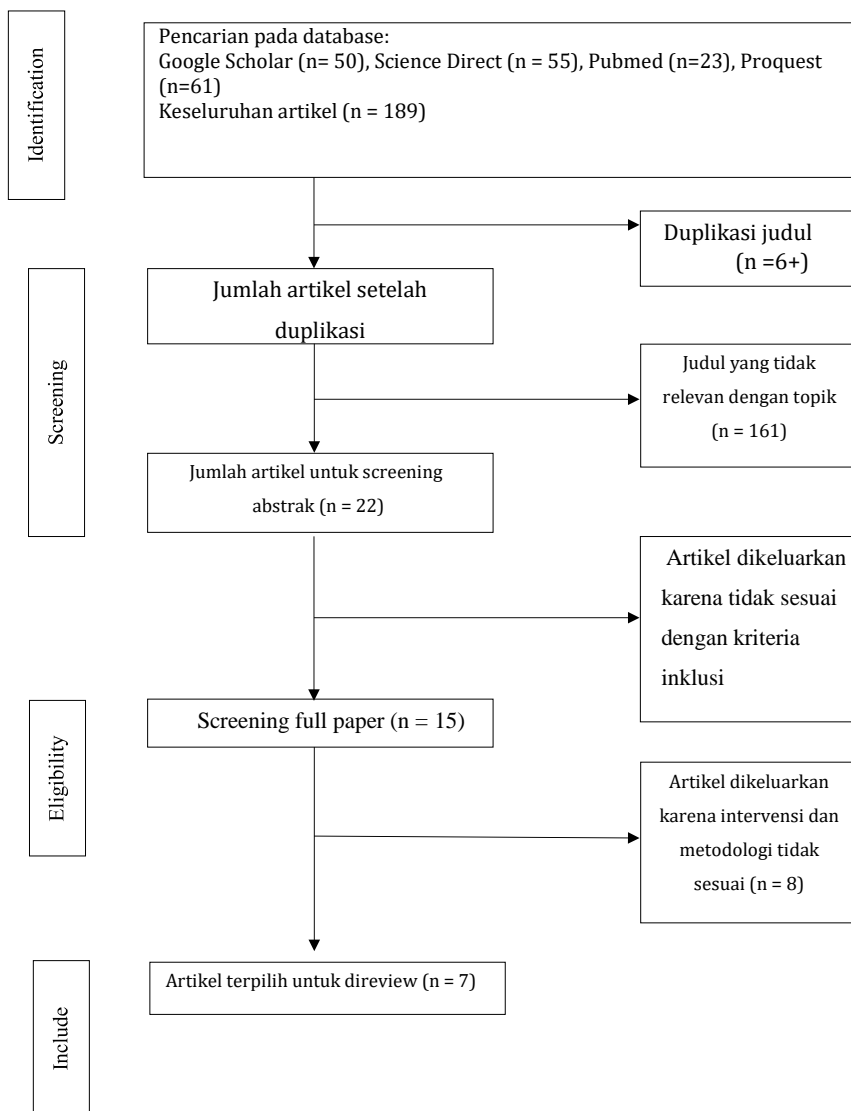 Identification
Pencarian pada database:
Google Scholar (n= 50), Science Direct (n = 55), Pubmed (n=23), Proquest
(n=61)
Keseluruhan artikel (n = 189)
Duplikasi judul
(n =6+)
Screening
Jumlah artikel setelah
duplikasi
Judul yang tidak
relevan dengan topik
(n = 161)
Jumlah artikel untuk screening
abstrak (n = 22)
Artikel dikeluarkan
karena tidak sesuai
dengan kriteria
inklusi
Eligibility
Screening full paper (n = 15)
Artikel dikeluarkan
karena intervensi dan
metodologi tidak
sesuai (n = 8)
Include
Artikel terpilih untuk direview (n = 7)